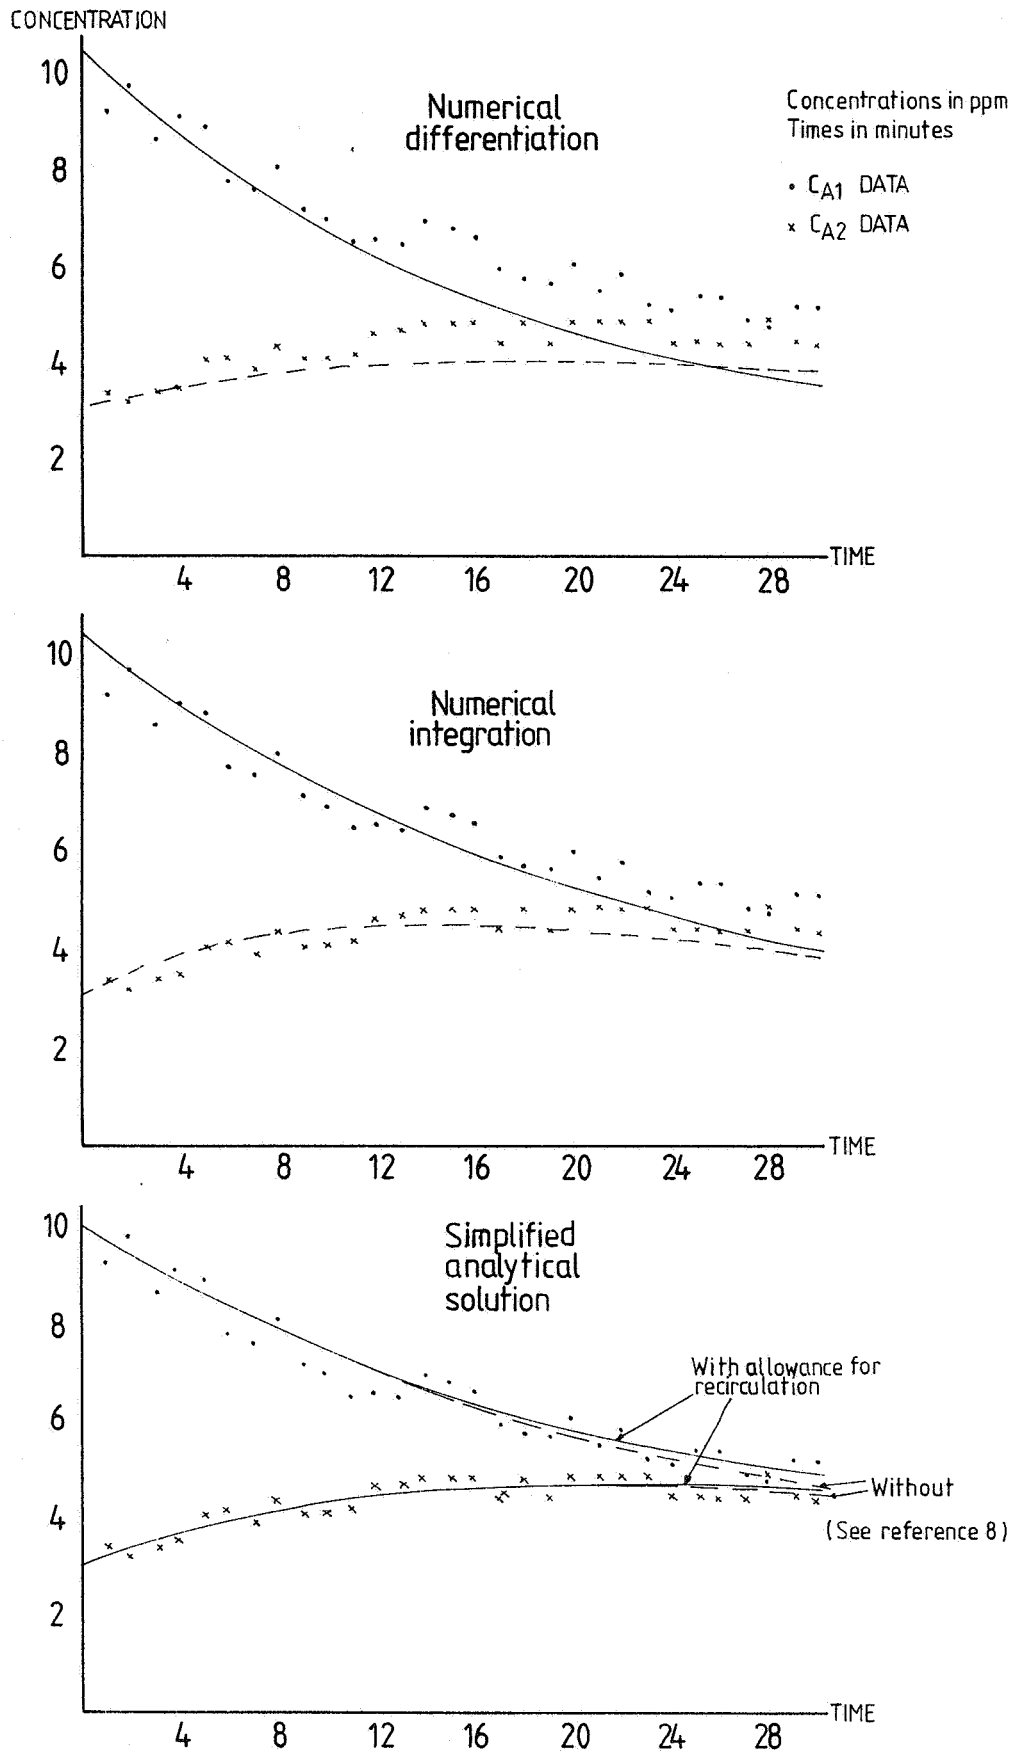 CONCENTRATION
10
8
6
4
2
Numerical
differentiation
Concentrations in ppm
Times in minutes
• CA1 DATA
x CA2 DATA
TIME
4 8 12 16 20 24 28
10
8
6
4
2
Numerical
integration
TIME
4 8 12 16 20 24 28
10
8
6
4
2
Simplified
analytical
solution
With allowance for
recirculation
Without
(See reference 8)
TIME
4 8 12 16 20 24 28